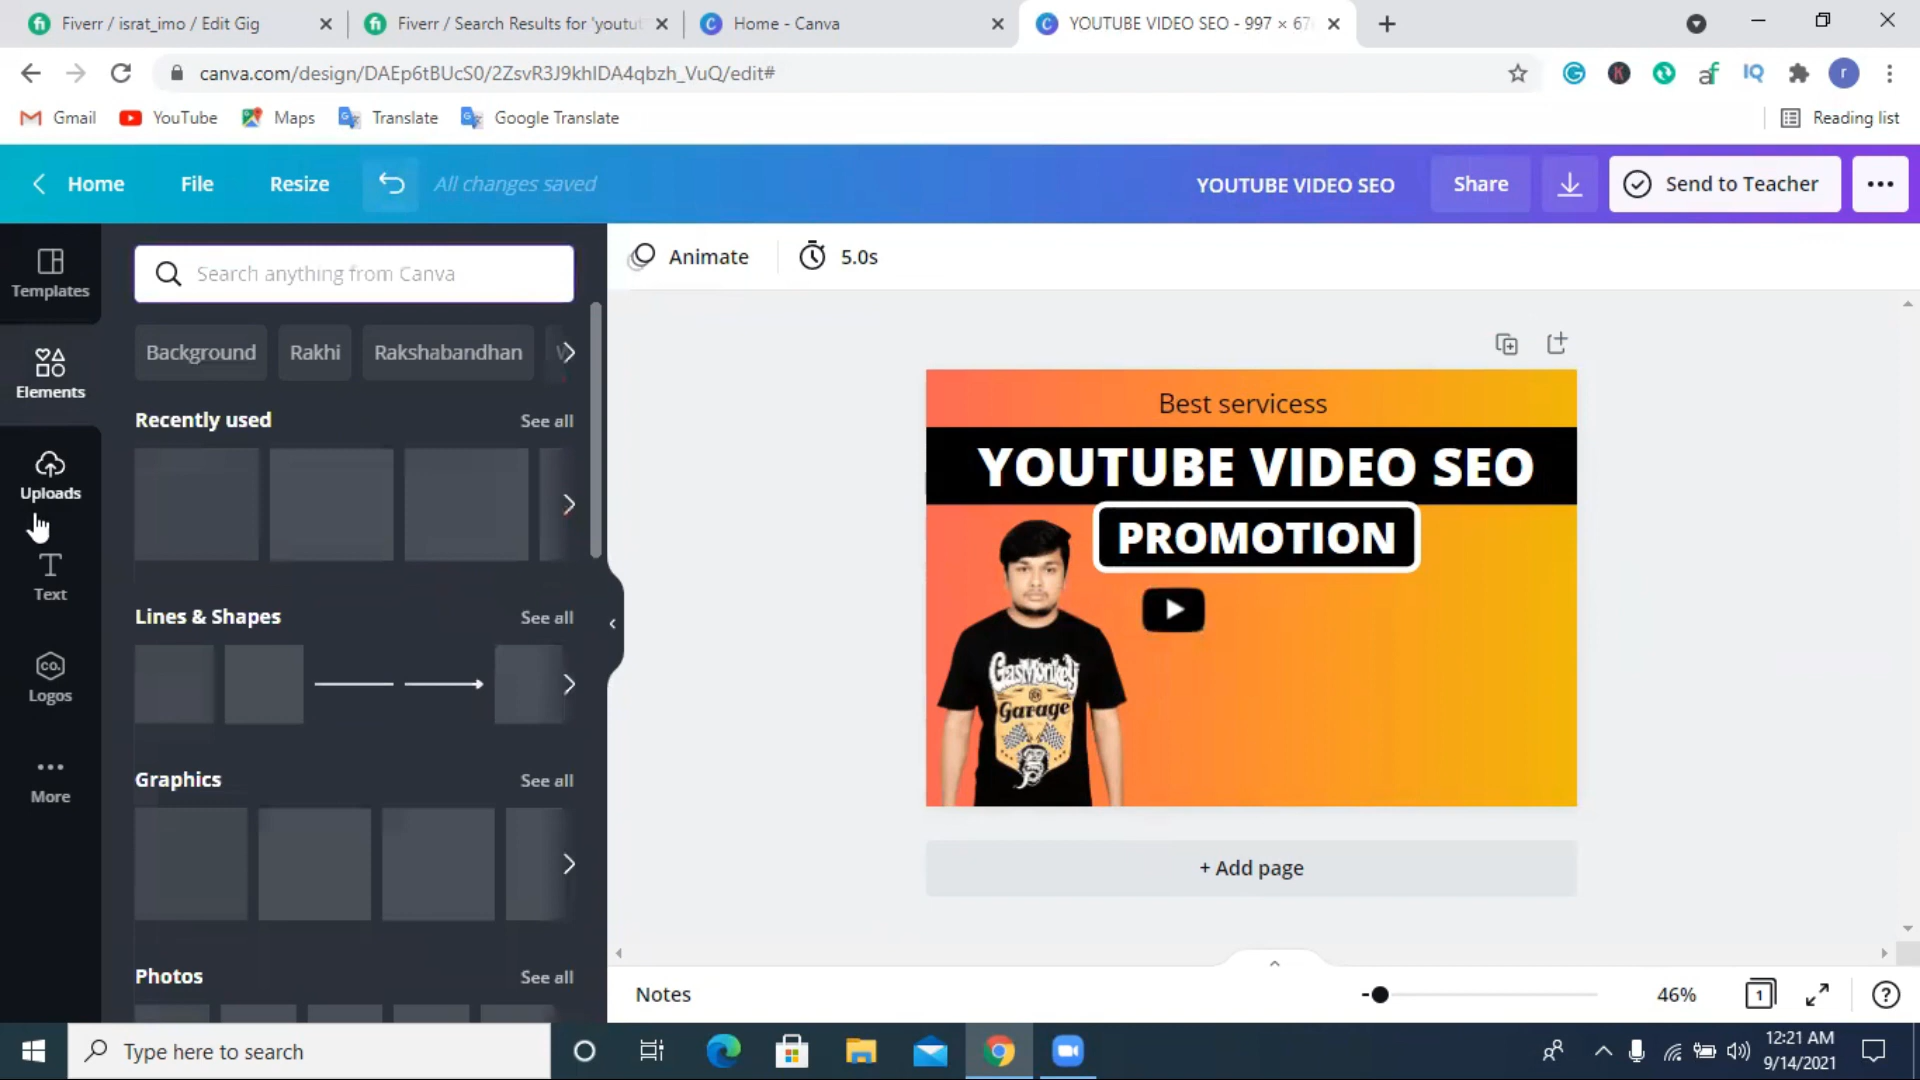 Fiverr / israt_imo / Edit Gig
Fiverr / Search Results for 'youtu
Home - Canva
YOUTUBE VIDEO SEO - 997 × 67
canva.com/design/DAEp6tBUcS0/2ZsvR3J9khIDA4qbzh_VuQ/edit#
IQ
r
Gmail
YouTube
Maps
Translate
Google Translate
Reading list
Home
File
Resize
All changes saved
YOUTUBE VIDEO SEO
Share
Send to Teacher
Templates
Elements
Uploads
Text
co.
Logos
More
Search anything from Canva
Background
Rakhi
Rakshabandhan
Recently used
See all
Lines & Shapes
See all
Graphics
See all
Photos
See all
Animate
5.0s
Best servicess
YOUTUBE VIDEO SEO
PROMOTION
GasMonkey
Garage
+ Add page
Notes
46%
1
Type here to search
12:21 AM
9/14/2021